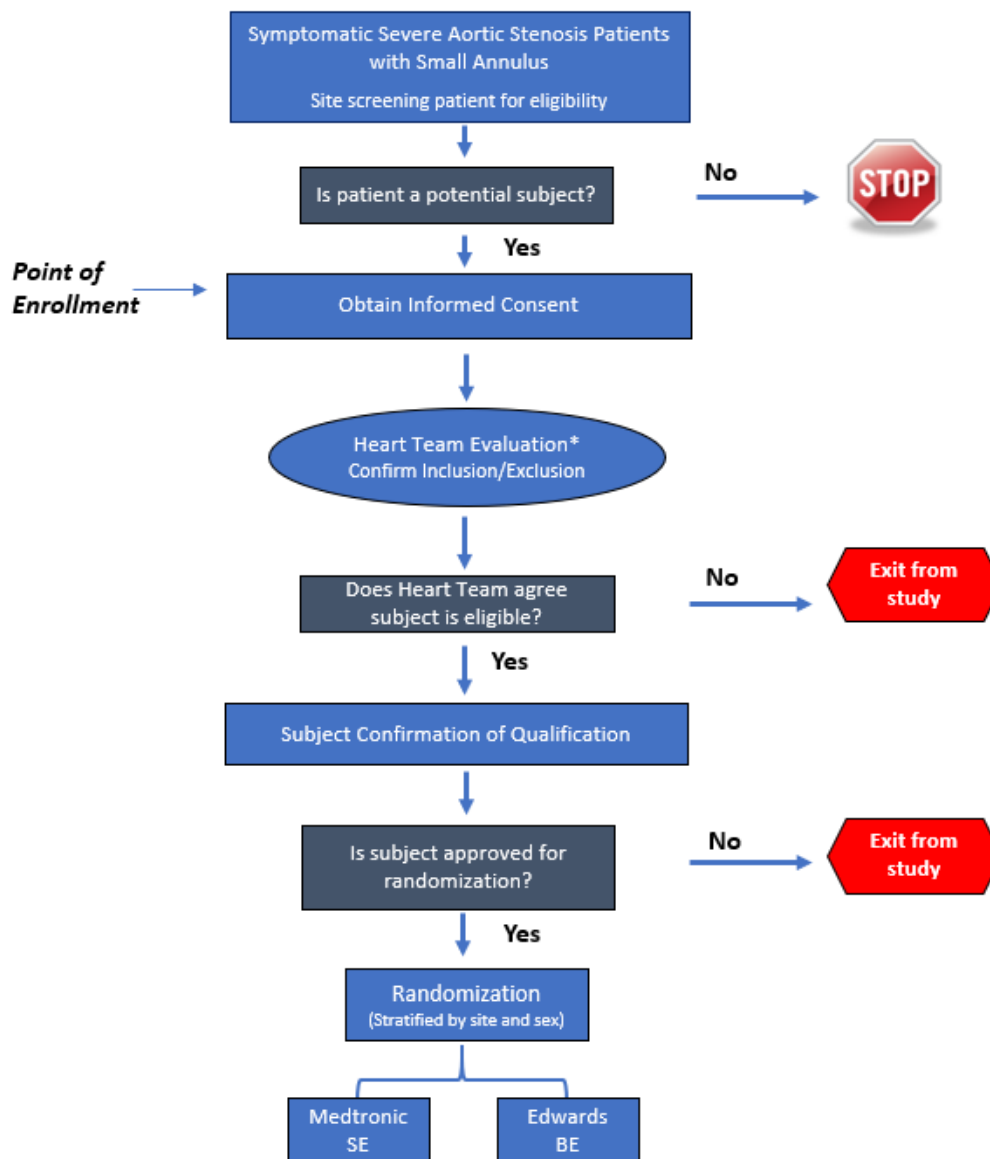 Symptomatic Severe Aortic Stenosis Patients
with Small Annulus
Site screening patient for eligibility
Is patient a potential subject?
No
STOP
Yes
Point of
Enrollment
Obtain Informed Consent
Heart Team Evaluation*
Confirm Inclusion/Exclusion
Does Heart Team agree
subject is eligible?
No
Exit from
study
Yes
Subject Confirmation of Qualification
Is subject approved for
randomization?
No
Exit from
study
Yes
Randomization
(Stratified by site and sex)
Medtronic
SE
Edwards
BE